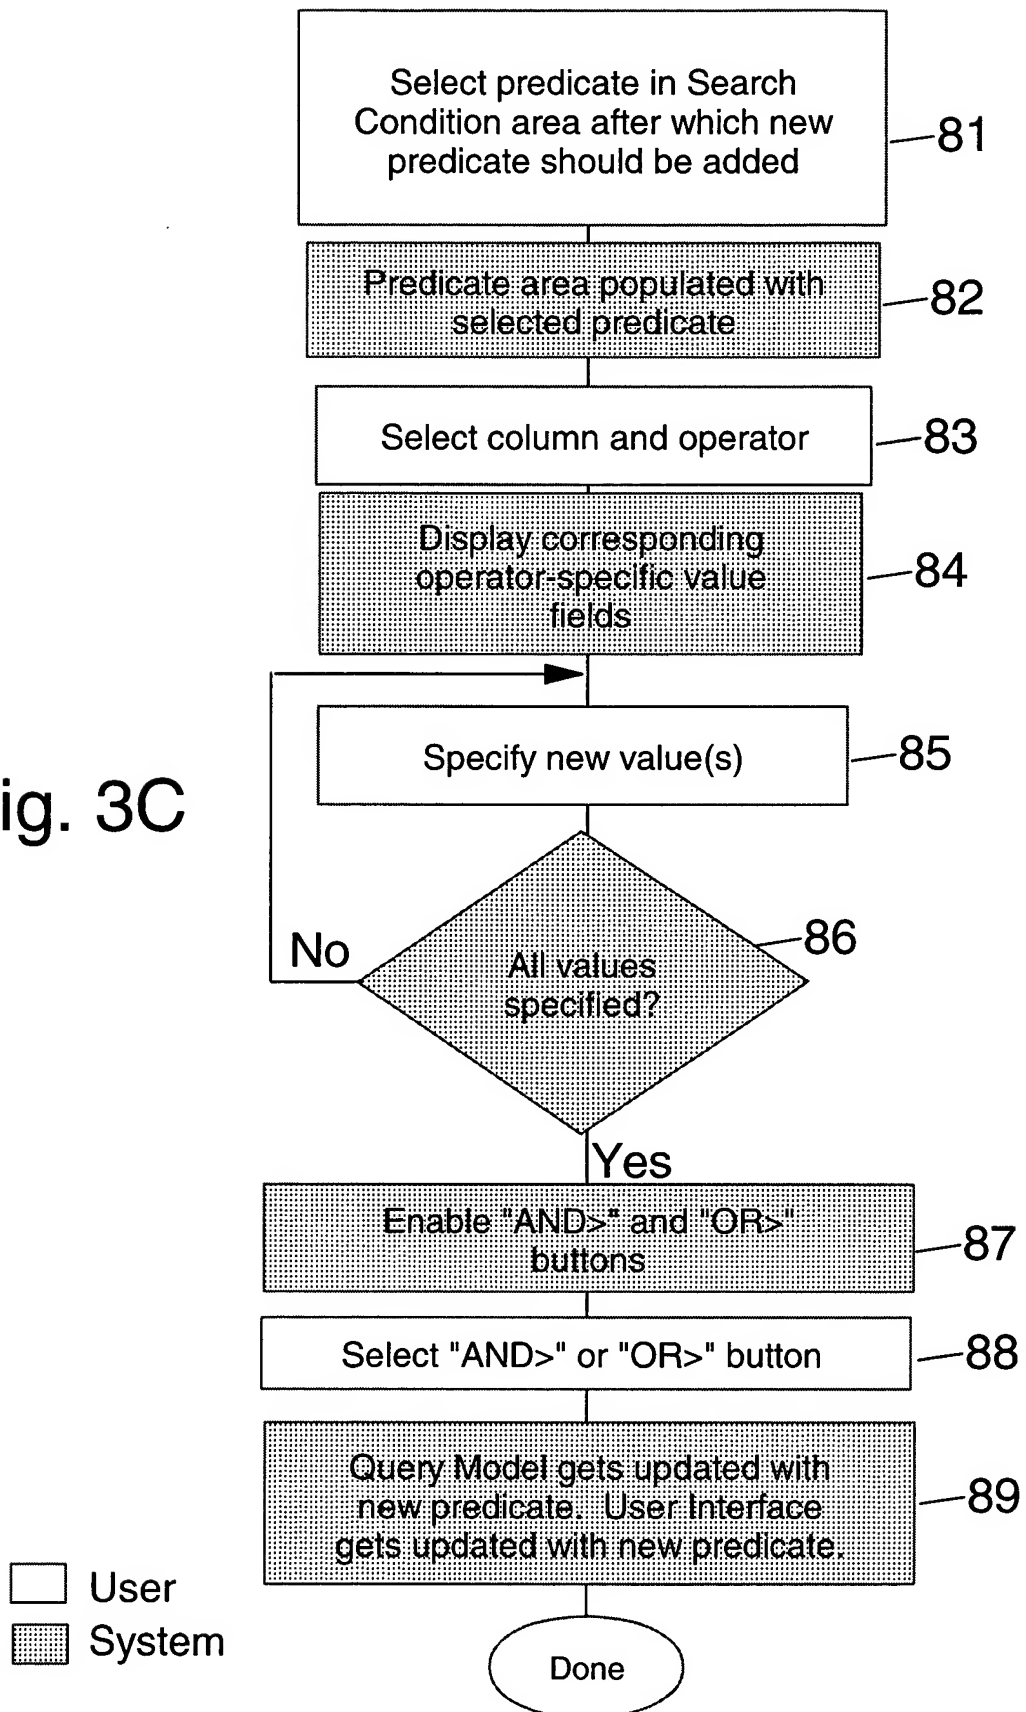 Select predicate in Search
Condition area after which new
predicate should be added
81
Predicate area populated with
selected predicate
82
Select column and operator
83
Display corresponding
operator-specific value
fields
84
Specify new value(s)
85
ig. 3C
All values
specified?
86
No
Yes
Enable "AND>" and "OR>"
buttons
87
Select "AND>" or "OR>" button
88
Query Model gets updated with
new predicate. User Interface
gets updated with new predicate.
89
User
System
Done